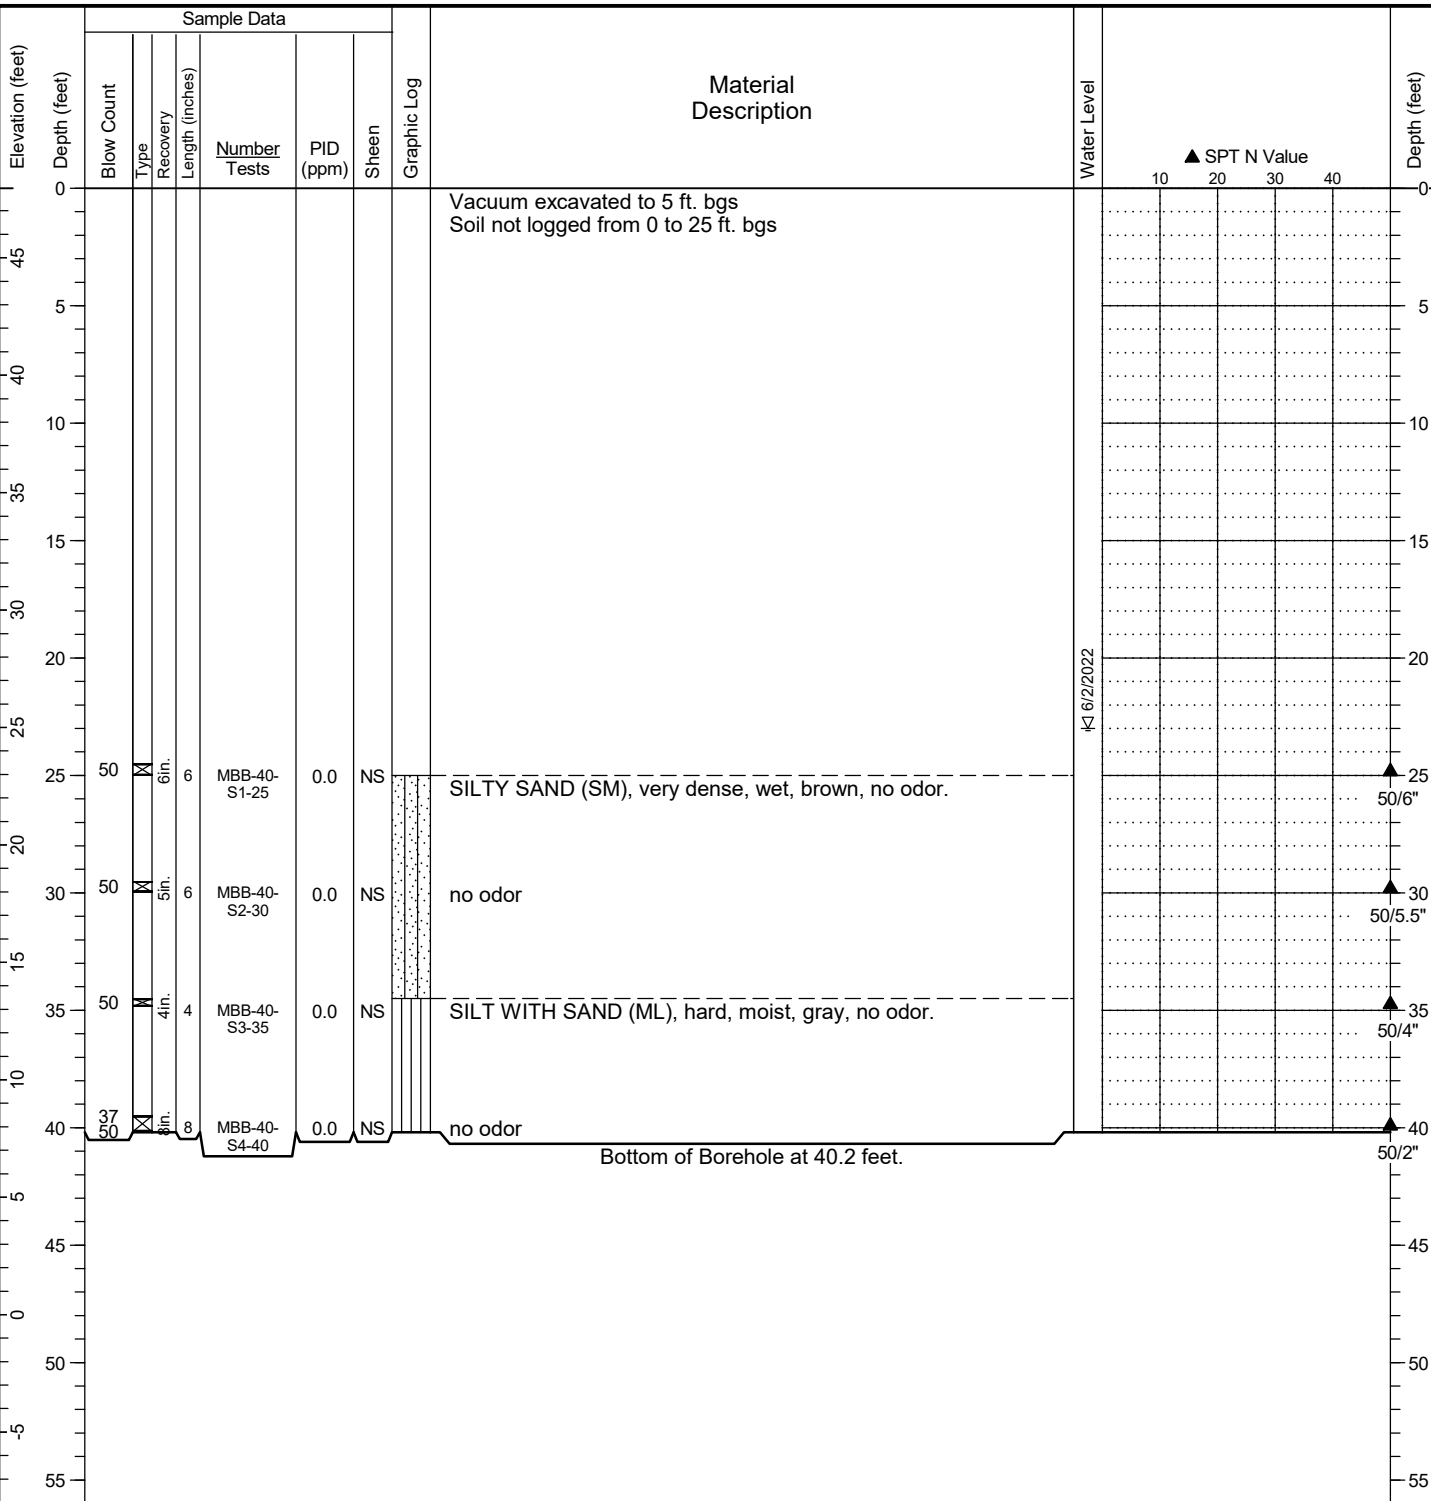 Sample Data
Elevation (feet)
Depth (feet)
Blow Count
Type
Recovery
Length (inches)
Number
Tests
PID
(ppm)
Sheen
Graphic Log
Material
Description
Water Level
▲ SPT N Value
10 20 30 40
Depth (feet)
0 Vacuum excavated to 5 ft. bgs 0
Soil not logged from 0 to 25 ft. bgs
45
5 5
40
10 10
35
15 15
30
20 20
6/2/2022
25
50 6in. 6 MBB-40- 0.0 NS
S1-25
25 25
SILTY SAND (SM), very dense, wet, brown, no odor.
50/6"
20
50 5in. 6 MBB-40- 0.0 NS no odor
S2-30
30 30
50/5.5"
15
50 4in. 4 MBB-40- 0.0 NS SILT WITH SAND (ML), hard, moist, gray, no odor.
S3-35
35 35
50/4"
10
37
50 8in. 8 MBB-40- 0.0 NS no odor
S4-40
40 40
50/2"
Bottom of Borehole at 40.2 feet.
5
45 45
0
50 50
-5
55 55